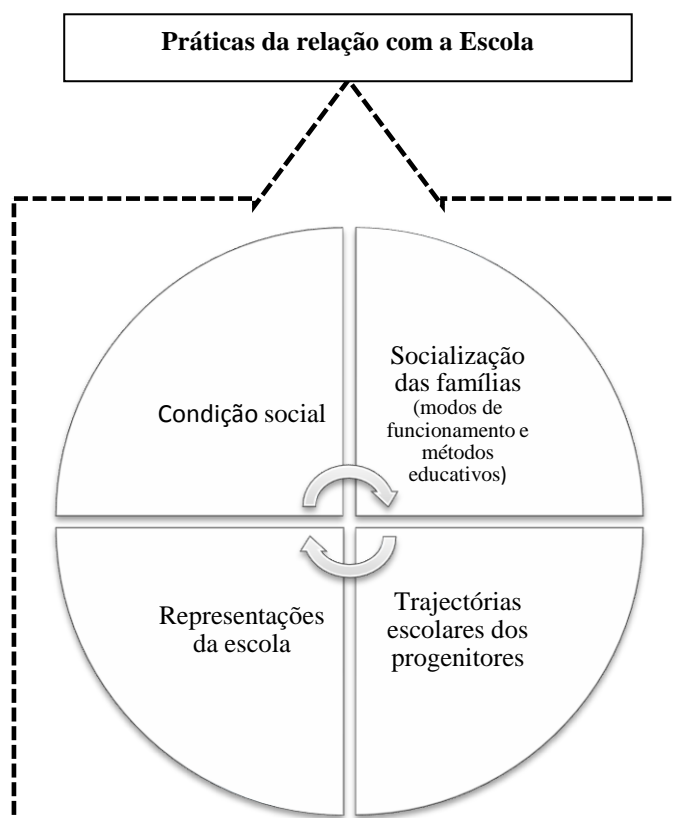 Práticas da relação com a Escola
Condição social
Socialização
das famílias
(modos de
funcionamento e
métodos
educativos)
Representações
da escola
Trajectórias
escolares dos
progenitores